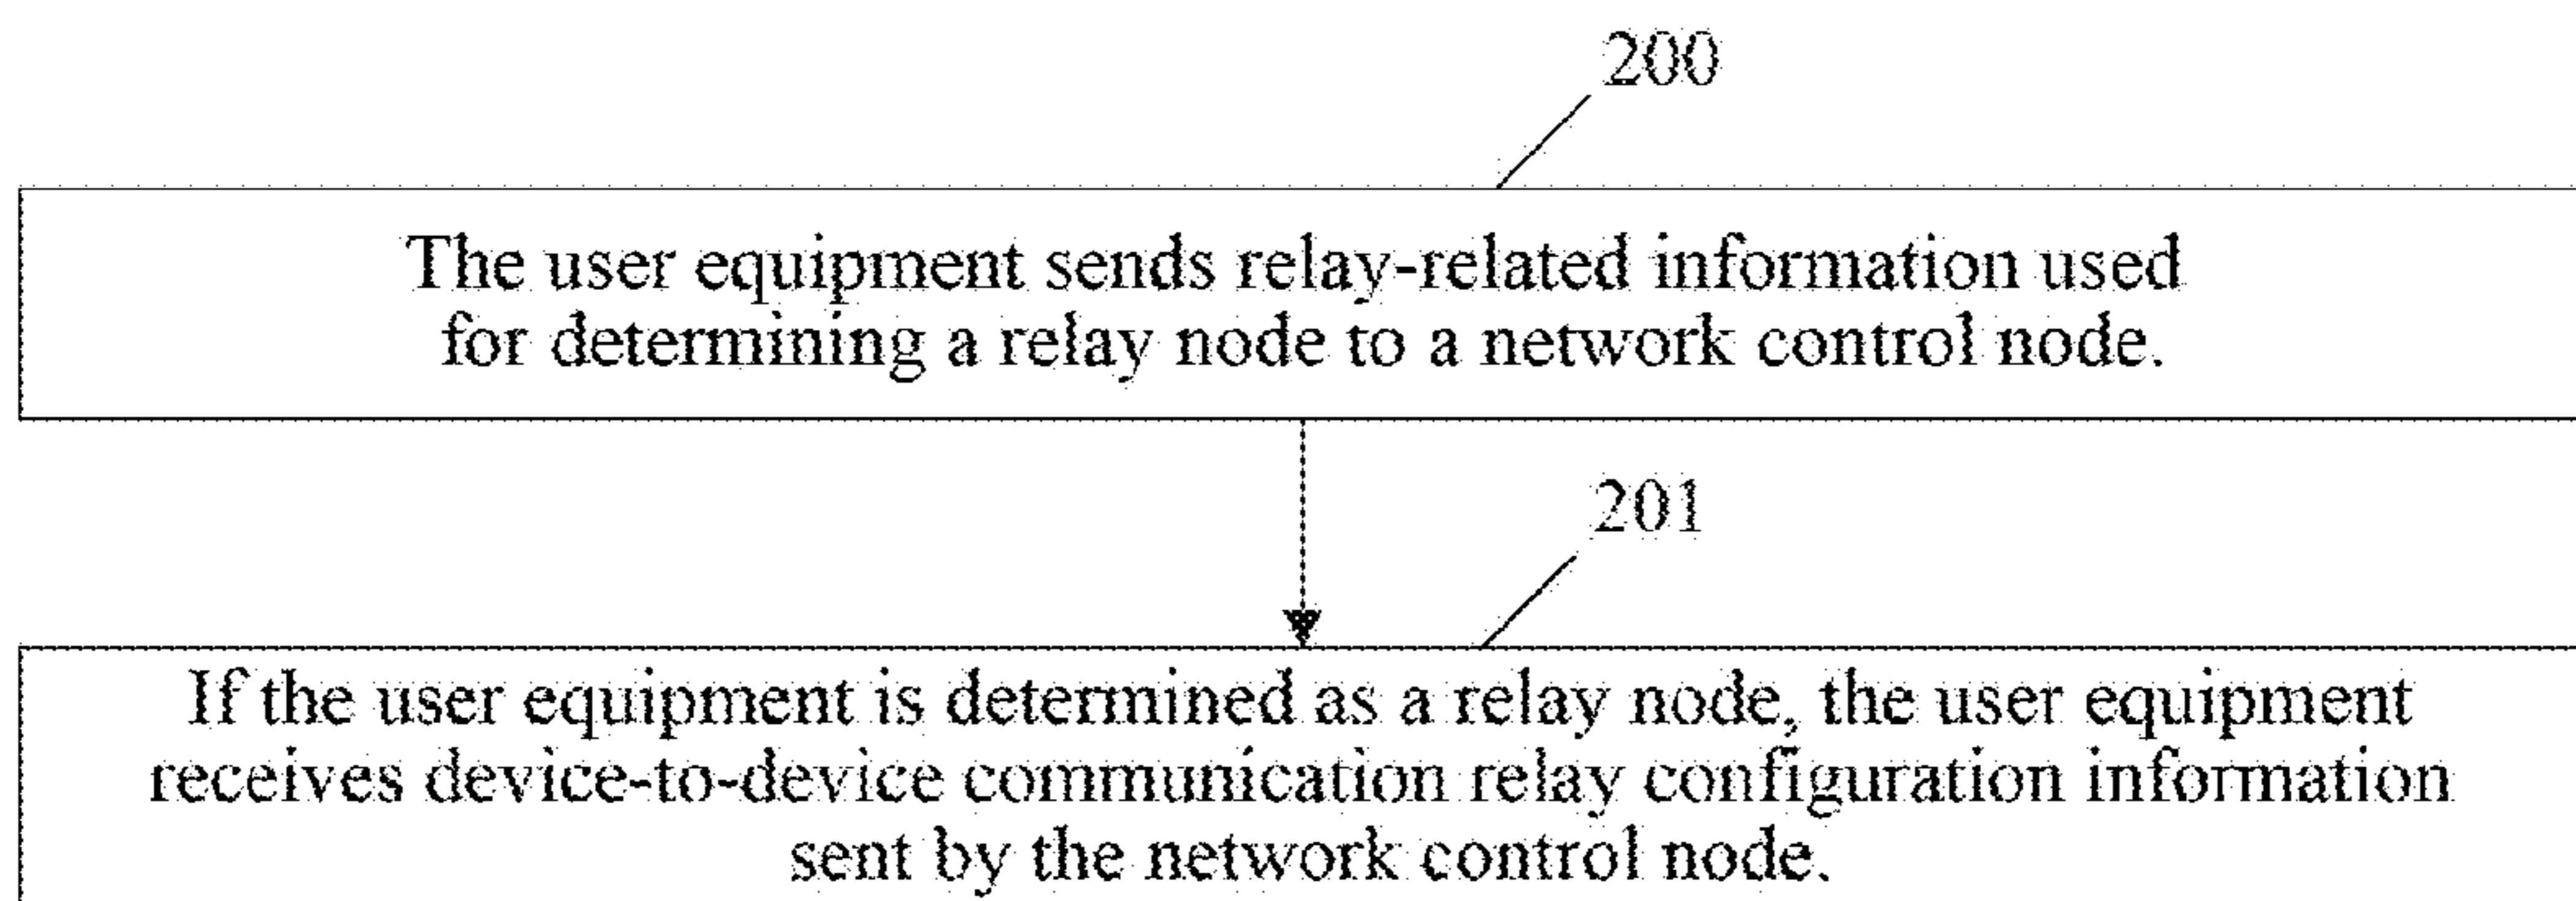 200
The user equipment sends relay-related information used
for determining a relay node to a network control node.
201
If the user equipment is determined as a relay node, the user equipment
receives device-to-device communication relay configuration information
sent by the network control node.